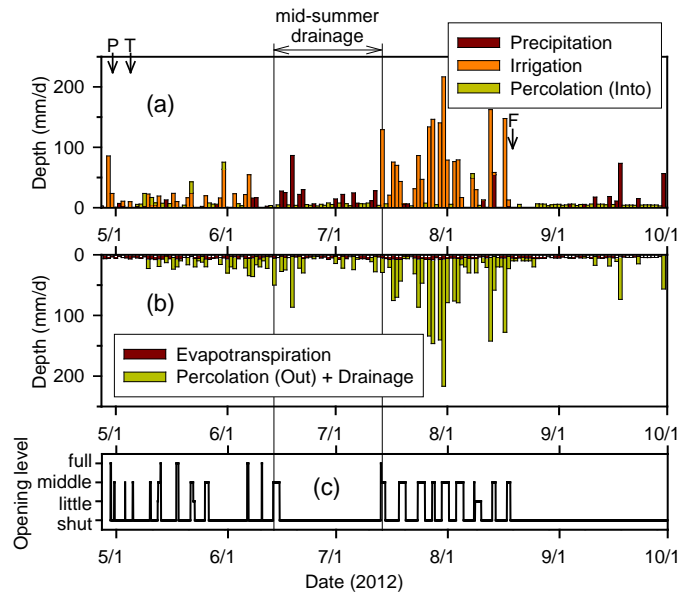 mid-summer
drainage
P T
Precipitation
Irrigation
Percolation (Into)
F
(a)
Depth (mm/d)
200
100
0
5/1 6/1 7/1 8/1 9/1 10/1
0
100
200
Depth (mm/d)
(b)
Evapotranspiration
Percolation (Out) + Drainage
5/1 6/1 7/1 8/1 9/1 10/1
Opening level
full
middle
little
shut
(c)
5/1 6/1 7/1 8/1 9/1 10/1
Date (2012)